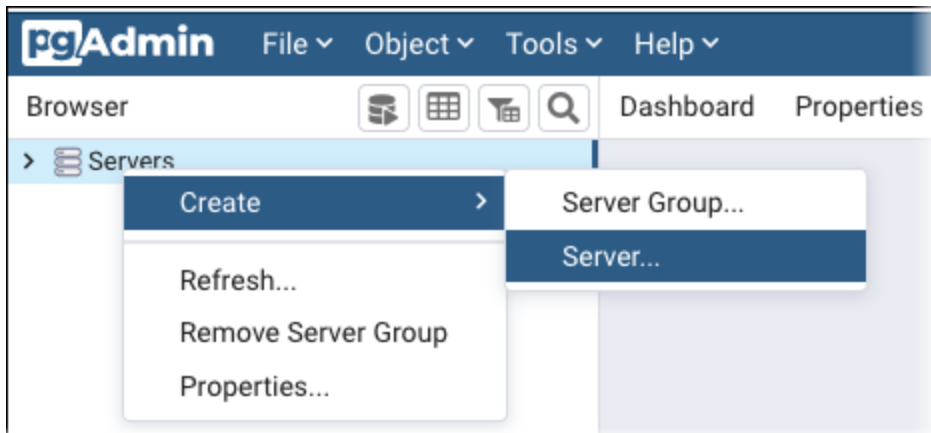 pgAdmin File Object Tools Help
Browser Dashboard Properties
Servers
Create
Server Group...
Server...
Refresh...
Remove Server Group
Properties...